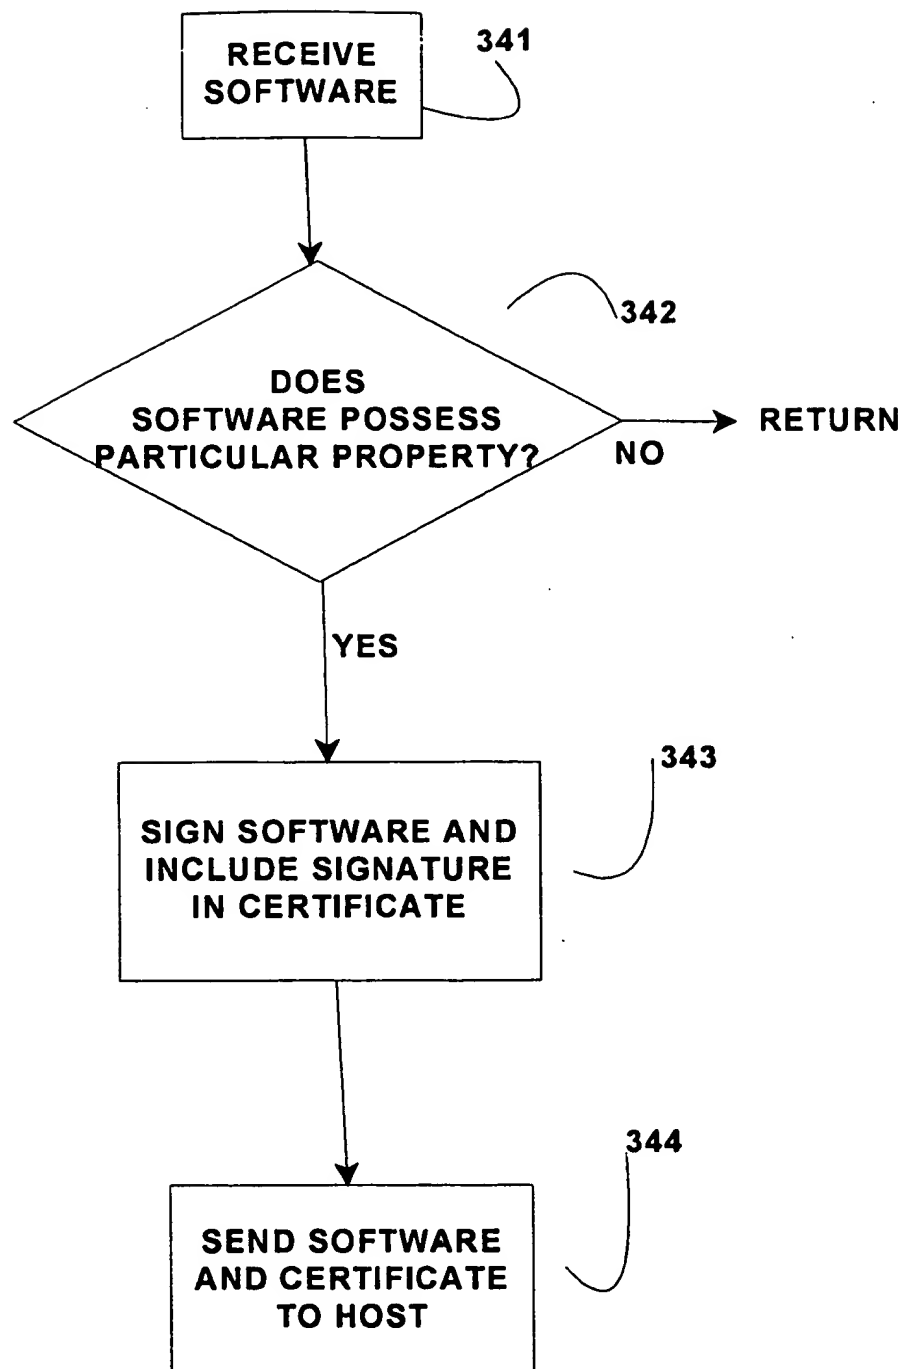 RECEIVE
SOFTWARE
341
342
DOES
SOFTWARE POSSESS
PARTICULAR PROPERTY?
RETURN
NO
YES
343
SIGN SOFTWARE AND
INCLUDE SIGNATURE
IN CERTIFICATE
344
SEND SOFTWARE
AND CERTIFICATE
TO HOST